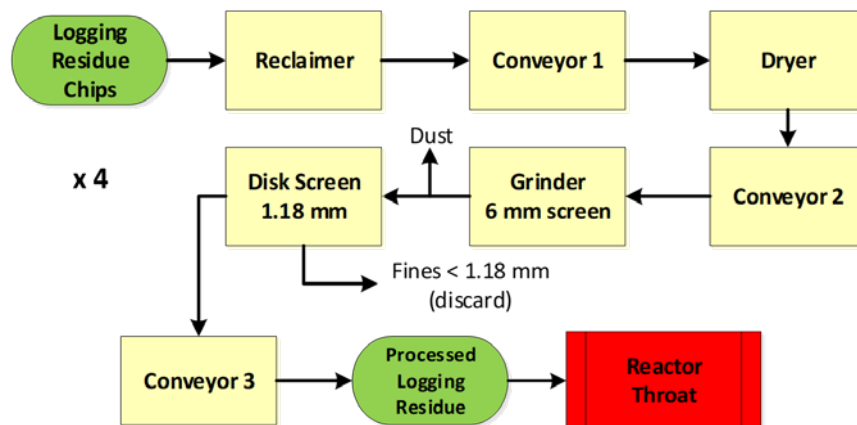 Logging
Residue
Chips
Reclaimer
Conveyor 1
Dryer
x 4
Disk Screen
1.18 mm
Dust
Grinder
6 mm screen
Conveyor 2
Fines < 1.18 mm
(discard)
Conveyor 3
Processed
Logging
Residue
Reactor
Throat